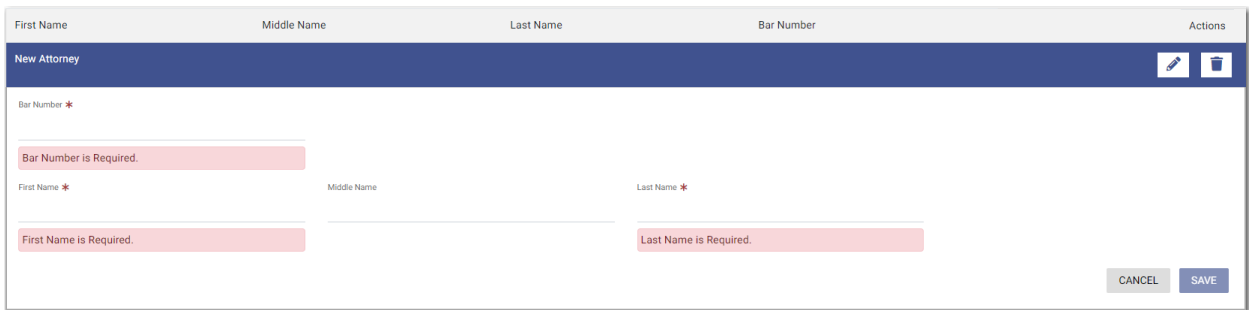 First Name Middle Name Last Name Bar Number Actions
New Attorney
Bar Number *
Bar Number is Required.
First Name * Middle Name Last Name *
First Name is Required. Last Name is Required.
CANCEL SAVE